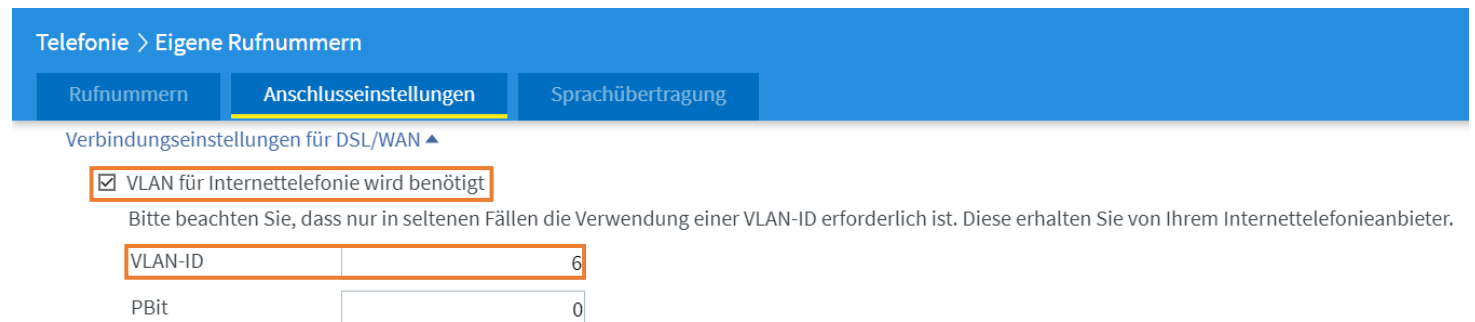 Telefonie > Eigene Rufnummern
Rufnummern Anschlusseinstellungen Sprachübertragung
Verbindungseinstellungen für DSL/WAN
VLAN für Internettelefonie wird benötigt
Bitte beachten Sie, dass nur in seltenen Fällen die Verwendung einer VLAN-ID erforderlich ist. Diese erhalten Sie von Ihrem Internettelefonieanbieter.
VLAN-ID 6
PBit 0